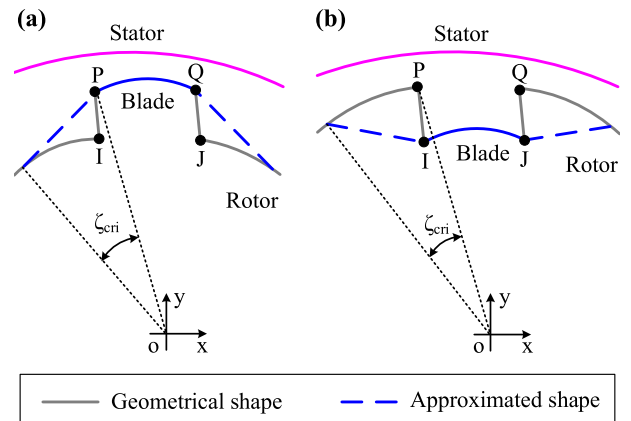 (a)
Stator
P
Q
Blade
I
J
Rotor
ζcri
y
o
x
(b)
Stator
P
Q
I
Blade
J
Rotor
ζcri
y
o
x
Geometrical shape
Approximated shape